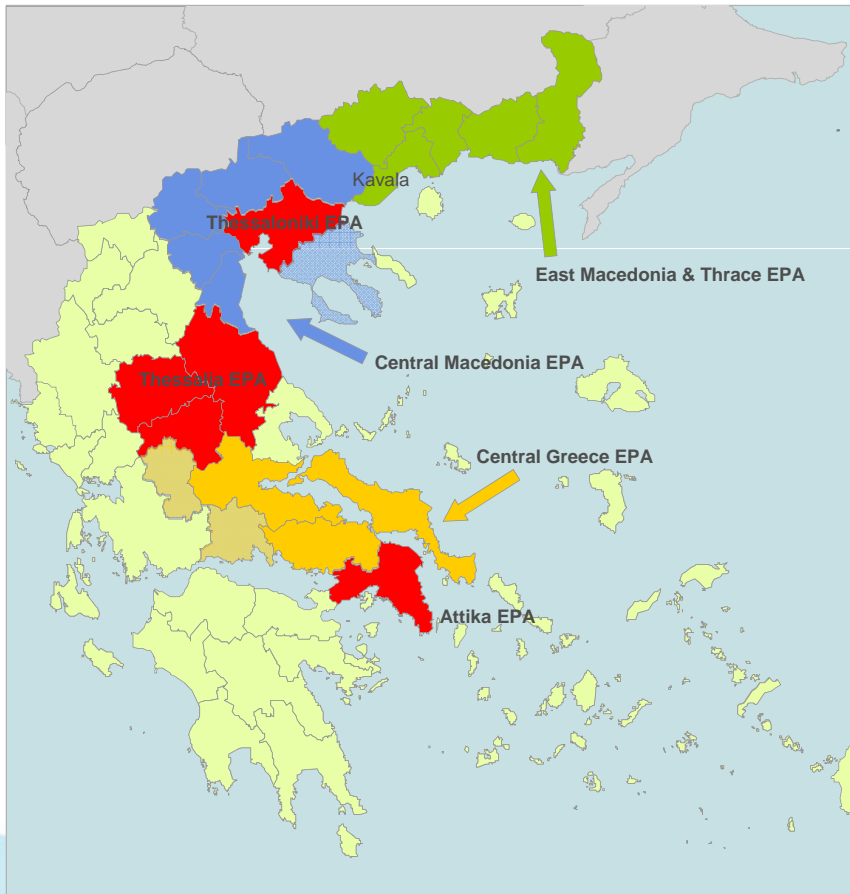 Kavala
Thessaloniki EPA
East Macedonia & Thrace EPA
Central Macedonia EPA
Thessalia EPA
Central Greece EPA
Attika EPA